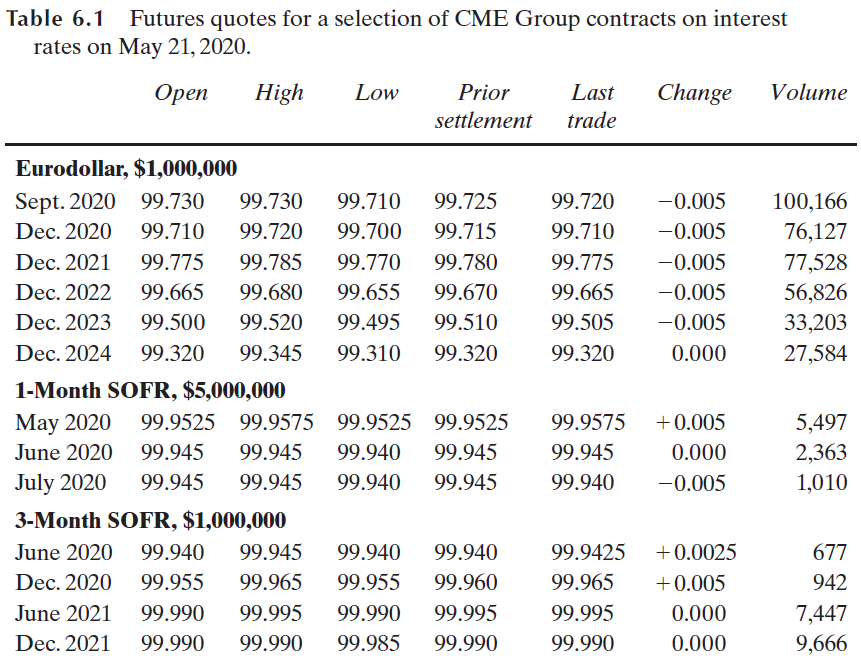 Table 6.1 Futures quotes for a selection of CME Group contracts on interest
rates on May 21, 2020.
Open High Low Prior Last Change Volume
settlement trade
Eurodollar, $1,000,000
Sept. 2020 99.730 99.730 99.710 99.725 99.720 −0.005 100,166
Dec. 2020 99.710 99.720 99.700 99.715 99.710 −0.005 76,127
Dec. 2021 99.775 99.785 99.770 99.780 99.775 −0.005 77,528
Dec. 2022 99.665 99.680 99.655 99.670 99.665 −0.005 56,826
Dec. 2023 99.500 99.520 99.495 99.510 99.505 −0.005 33,203
Dec. 2024 99.320 99.345 99.310 99.320 99.320 0.000 27,584
1-Month SOFR, $5,000,000
May 2020 99.9525 99.9575 99.9525 99.9525 99.9575 +0.005 5,497
June 2020 99.945 99.945 99.940 99.945 99.945 0.000 2,363
July 2020 99.945 99.945 99.940 99.945 99.940 −0.005 1,010
3-Month SOFR, $1,000,000
June 2020 99.940 99.945 99.940 99.940 99.9425 +0.0025 677
Dec. 2020 99.955 99.965 99.955 99.960 99.965 +0.005 942
June 2021 99.990 99.995 99.990 99.995 99.995 0.000 7,447
Dec. 2021 99.990 99.990 99.985 99.990 99.990 0.000 9,666